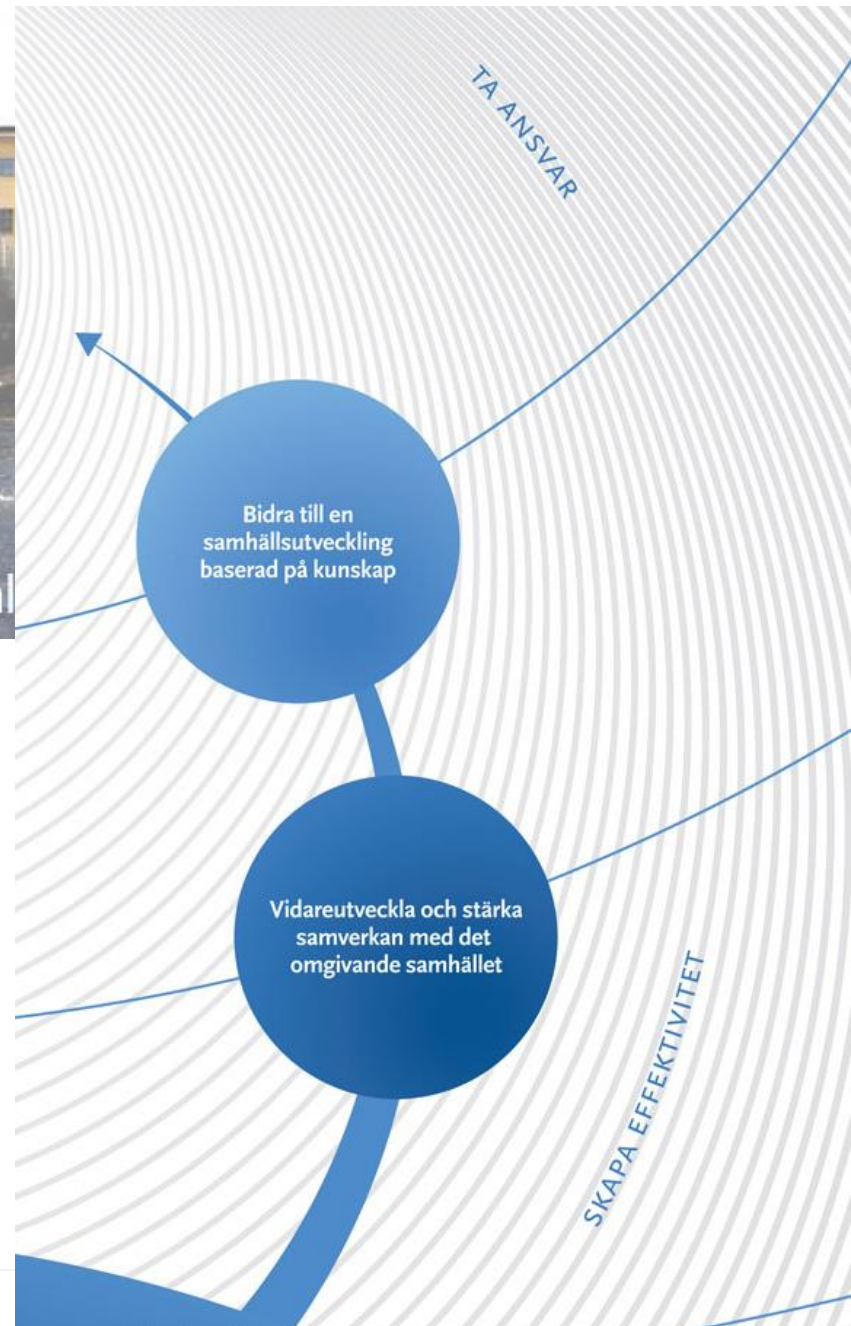 TA ANSVAR
Bidra till en
samhällsutveckling
baserad på kunskap
Vidareutveckla och stärka
samverkan med det
omgivande samhället
SKAPA EFFEKTIVITET